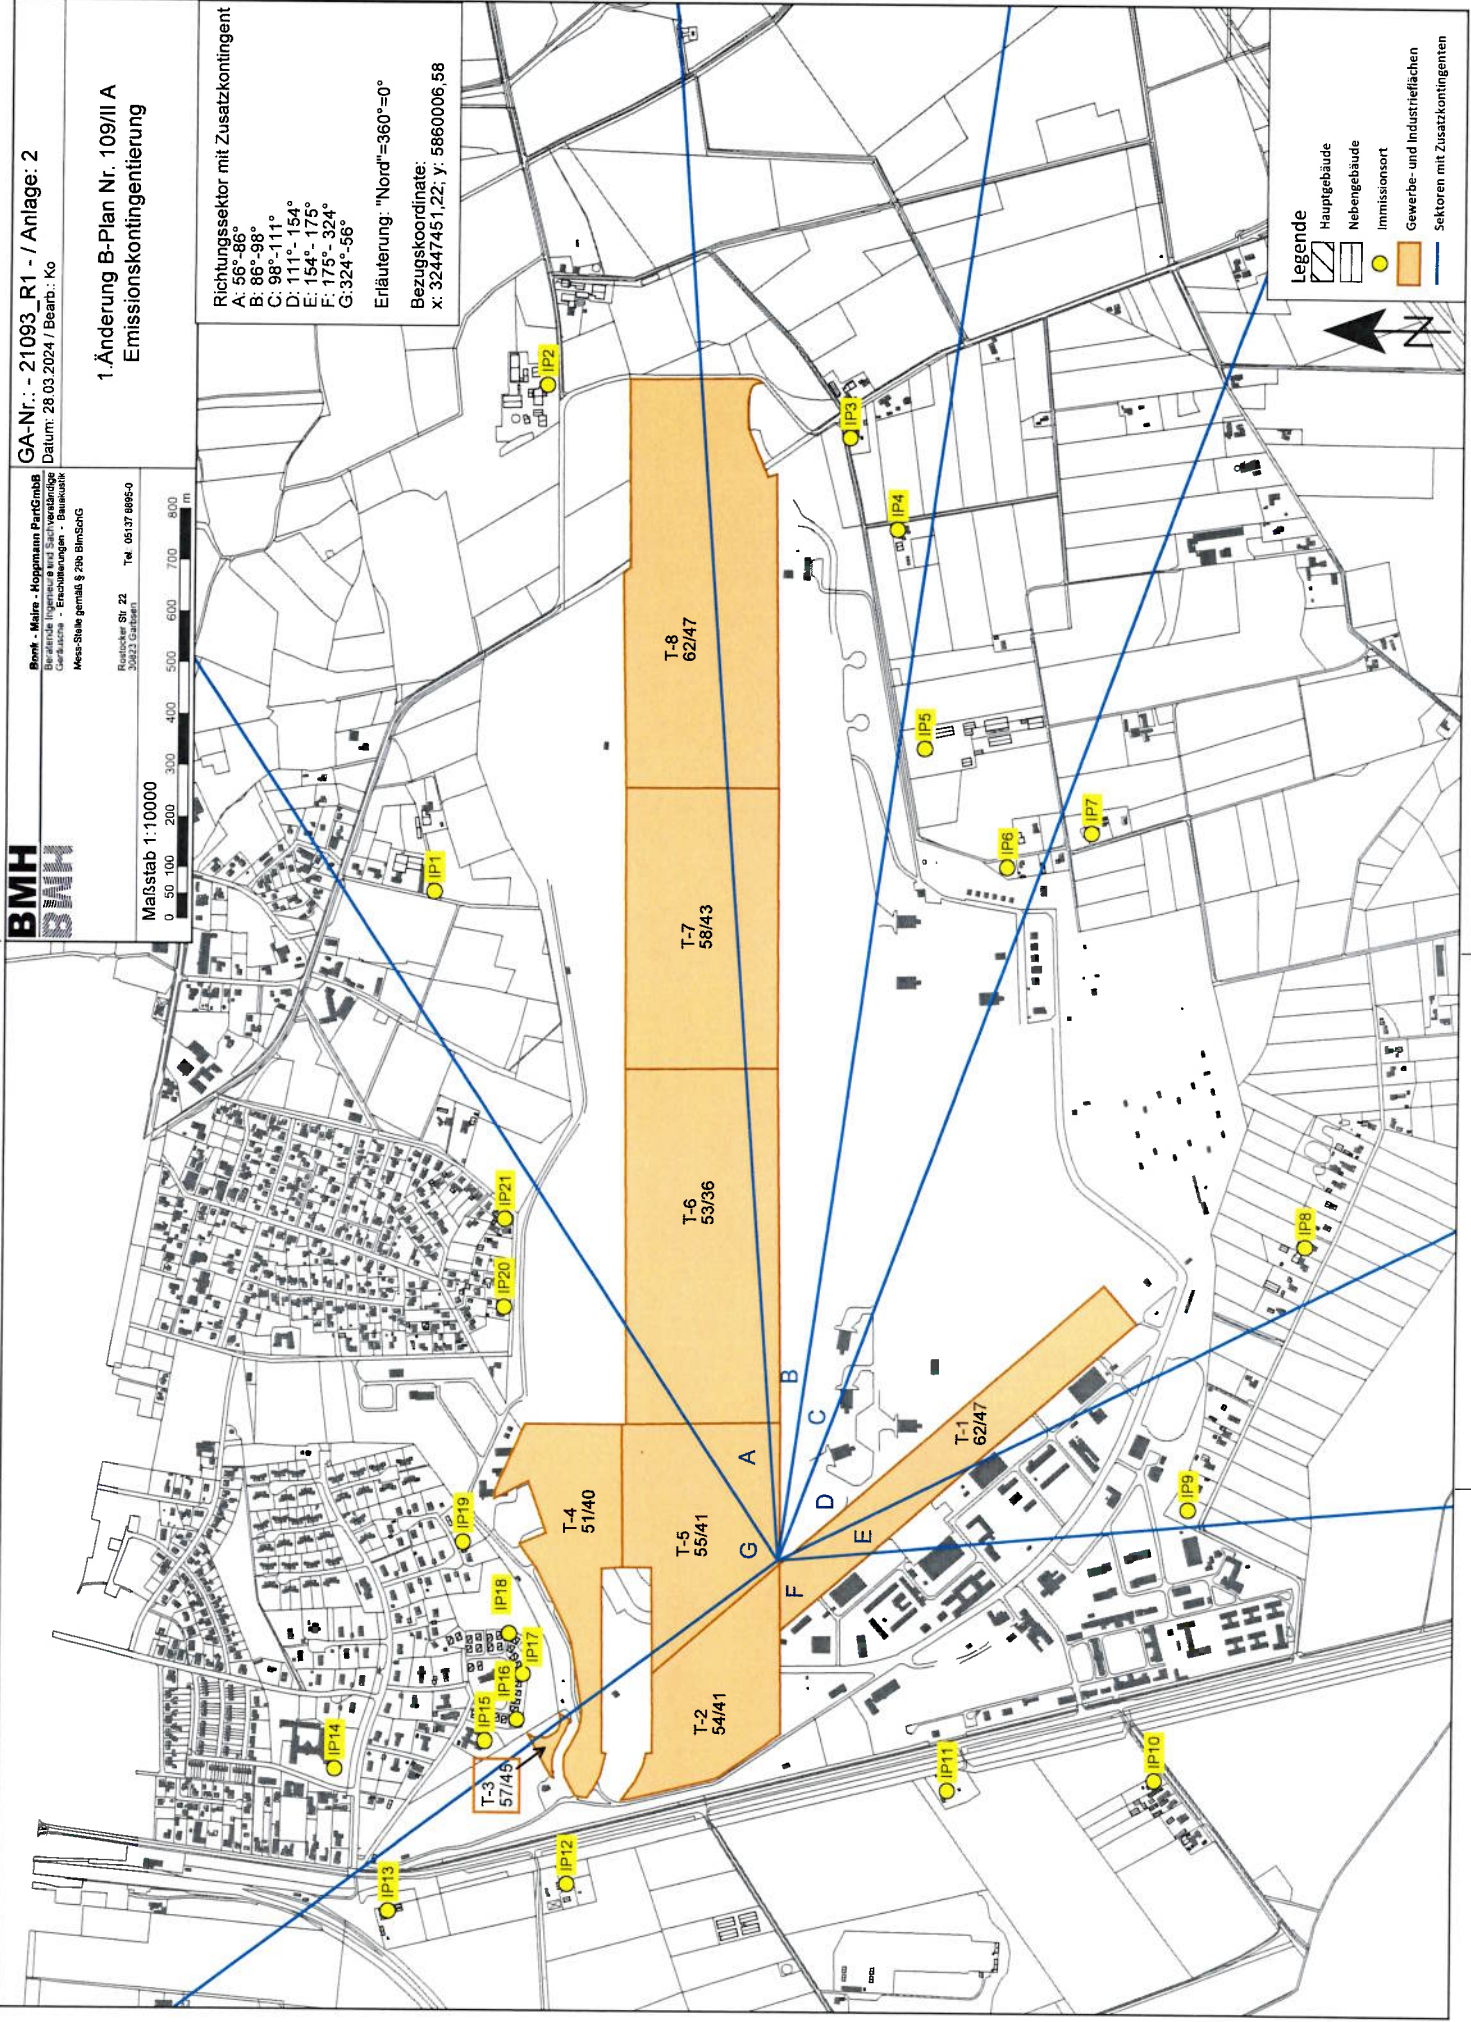 BMH
BMH
Bonk - Maire - Hoppmann PartGmbB
Beratende Ingenieure und Sachverständige
Geräusche - Erschütterungen - Bauakustik
Mess-Stelle gemäß § 29b BImSchG
Rostocker Str. 22
30823 Garbsen
Tel.: 05137 8895-0
GA-Nr.: - 21093_R1 - / Anlage: 2
Datum: 28.03.2024 / Bearb.: Ko
1.Änderung B-Plan Nr. 109/II A
Emissionskontingentierung
Maßstab 1:10000
0 50 100 200 300 400 500 600 700 800
m
Richtungssektor mit Zusatzkontingent
A: 56°-86°
B: 86°-98°
C: 98°-111°
D: 111°- 154°
E: 154°- 175°
F: 175°- 324°
G:324°-56°
Erläuterung: "Nord"=360°=0°
Bezugskoordinate:
x: 32447451,22; y: 5860006,58
IP1
IP2
IP3
IP4
IP5
IP6
IP7
IP8
IP9
IP10
IP11
IP12
IP13
IP14
IP15
IP16
IP17
IP18
IP19
IP20
IP21
T-1
62/47
T-2
54/41
T-3
57/45
T-4
51/40
T-5
55/41
T-6
53/36
T-7
58/43
T-8
62/47
A
B
C
D
E
F
G
Legende
Hauptgebäude
Nebengebäude
Immissionsort
Gewerbe- und Industrieflächen
Sektoren mit Zusatzkontingenten
N